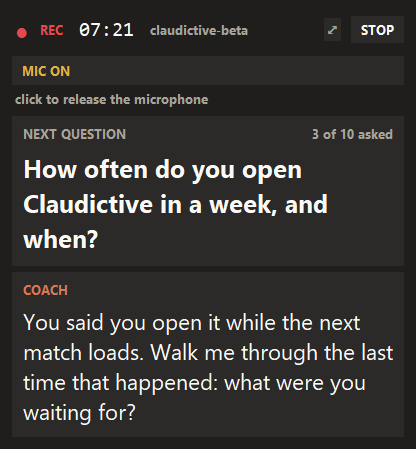 REC 07:21 claudictive-beta STOP
MIC ON
click to release the microphone
NEXT QUESTION 3 of 10 asked
How often do you open
Claudictive in a week, and
when?
COACH
You said you open it while the next
match loads. Walk me through the last
time that happened: what were you
waiting for?